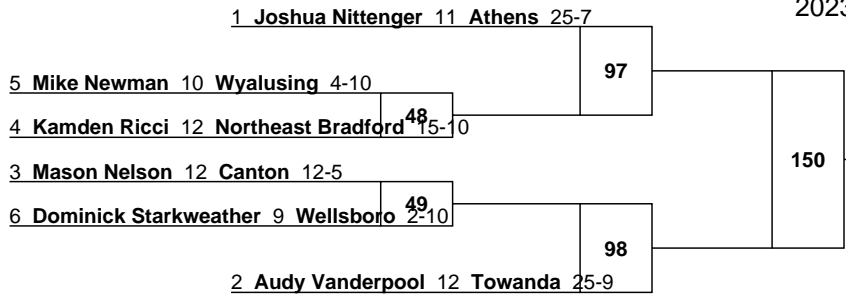 2023
1 Joshua Nittenger 11 Athens 25-7
97
5 Mike Newman 10 Wyalusing 4-10
48
4 Kamden Ricci 12 Northeast Bradford 15-10
3 Mason Nelson 12 Canton 12-5
150
49
6 Dominick Starkweather 9 Wellsboro 2-10
98
2 Audy Vanderpool 12 Towanda 25-9